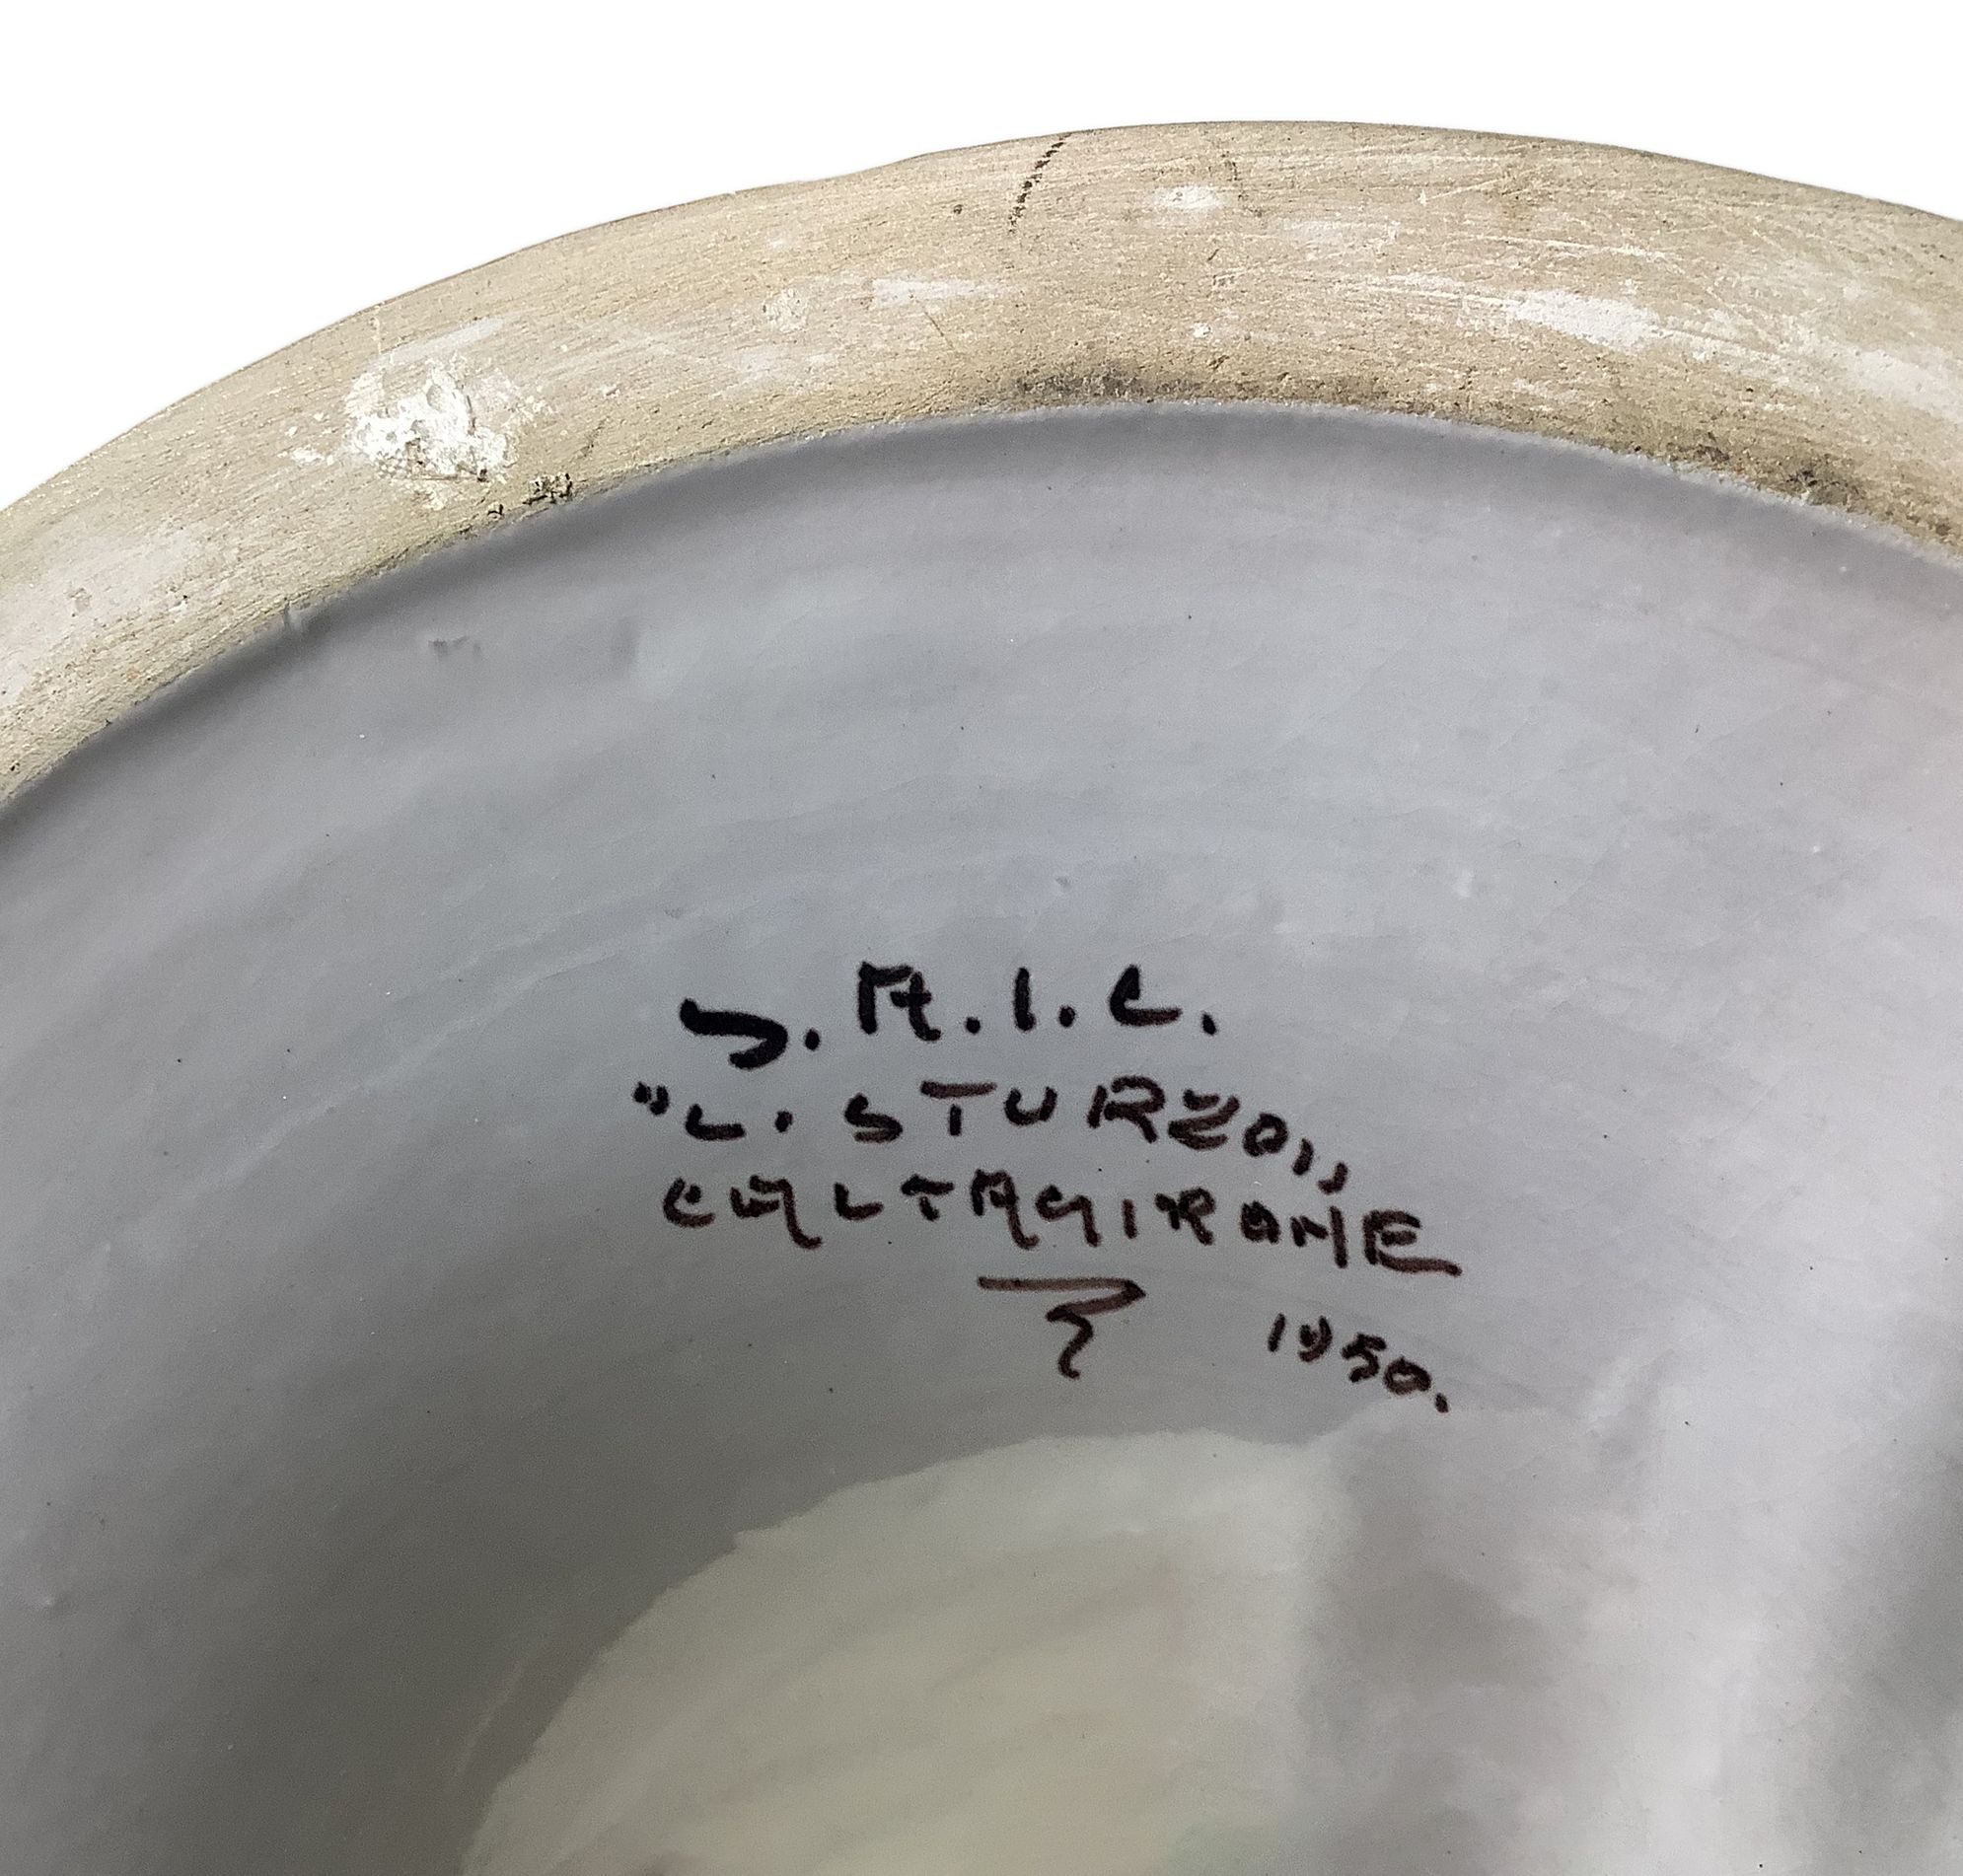 S.A.I.C.
"L. STURZO,,
CALTAGIRONE
1950.